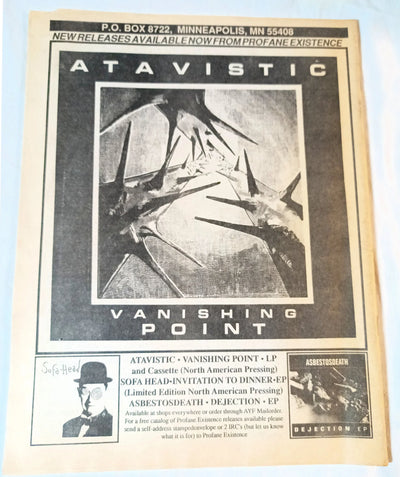 P.O. BOX 8722, MINNEAPOLIS, MN 55408
NEW RELEASES AVAILABLE NOW FROM PROFANE EXISTENCE
ATAVISTIC
VANISHING
POINT
Sofa-Head
ATAVISTIC • VANISHING POINT • LP
and Cassette (North American Pressing)
SOFA HEAD•INVITATION TO DINNER•EP
(Limited Edition North American Pressing)
ASBESTOSDEATH • DEJECTION • EP
Available at shops everywhere or order through AYF Mailorder.
For a free catalog of Profane Existence releases available please
send a self-address stampedenvelope or 2 IRC's (but let us know
what it is for) to Profane Existence
ASBESTOSDEATH
DEJECTION EP